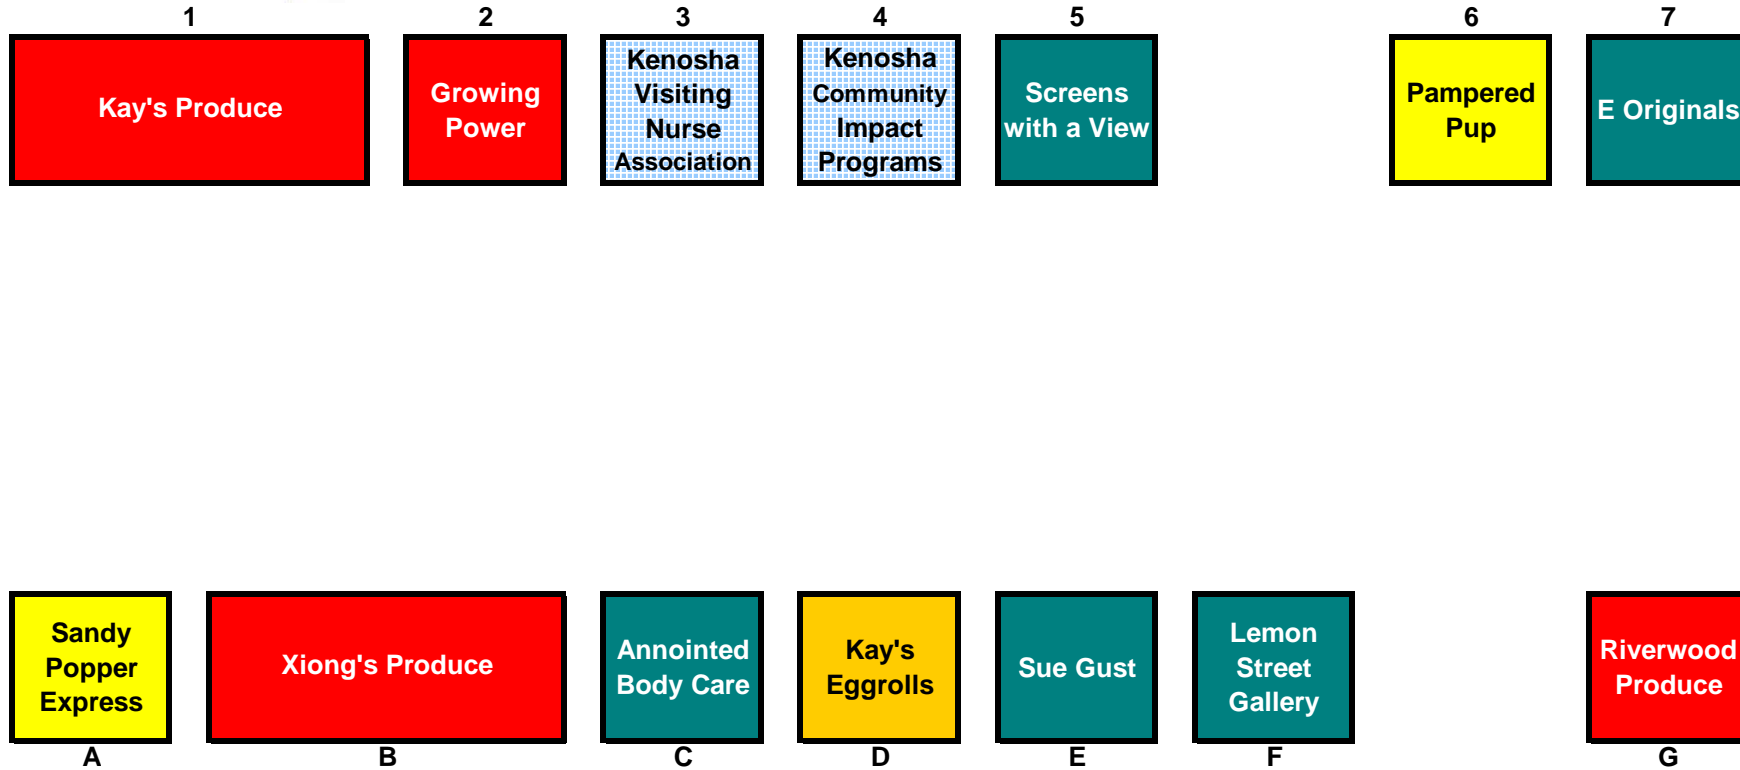 1 2 3 4 5 6 7
Kay's Produce
Growing
Power
Kenosha
Visiting
Nurse
Association
Kenosha
Community
Impact
Programs
Screens
with a View
Pampered
Pup
E Originals
Sandy
Popper
Express
Xiong's Produce
Annointed
Body Care
Kay's
Eggrolls
Sue Gust
Lemon
Street
Gallery
Riverwood
Produce
A B C D E F G